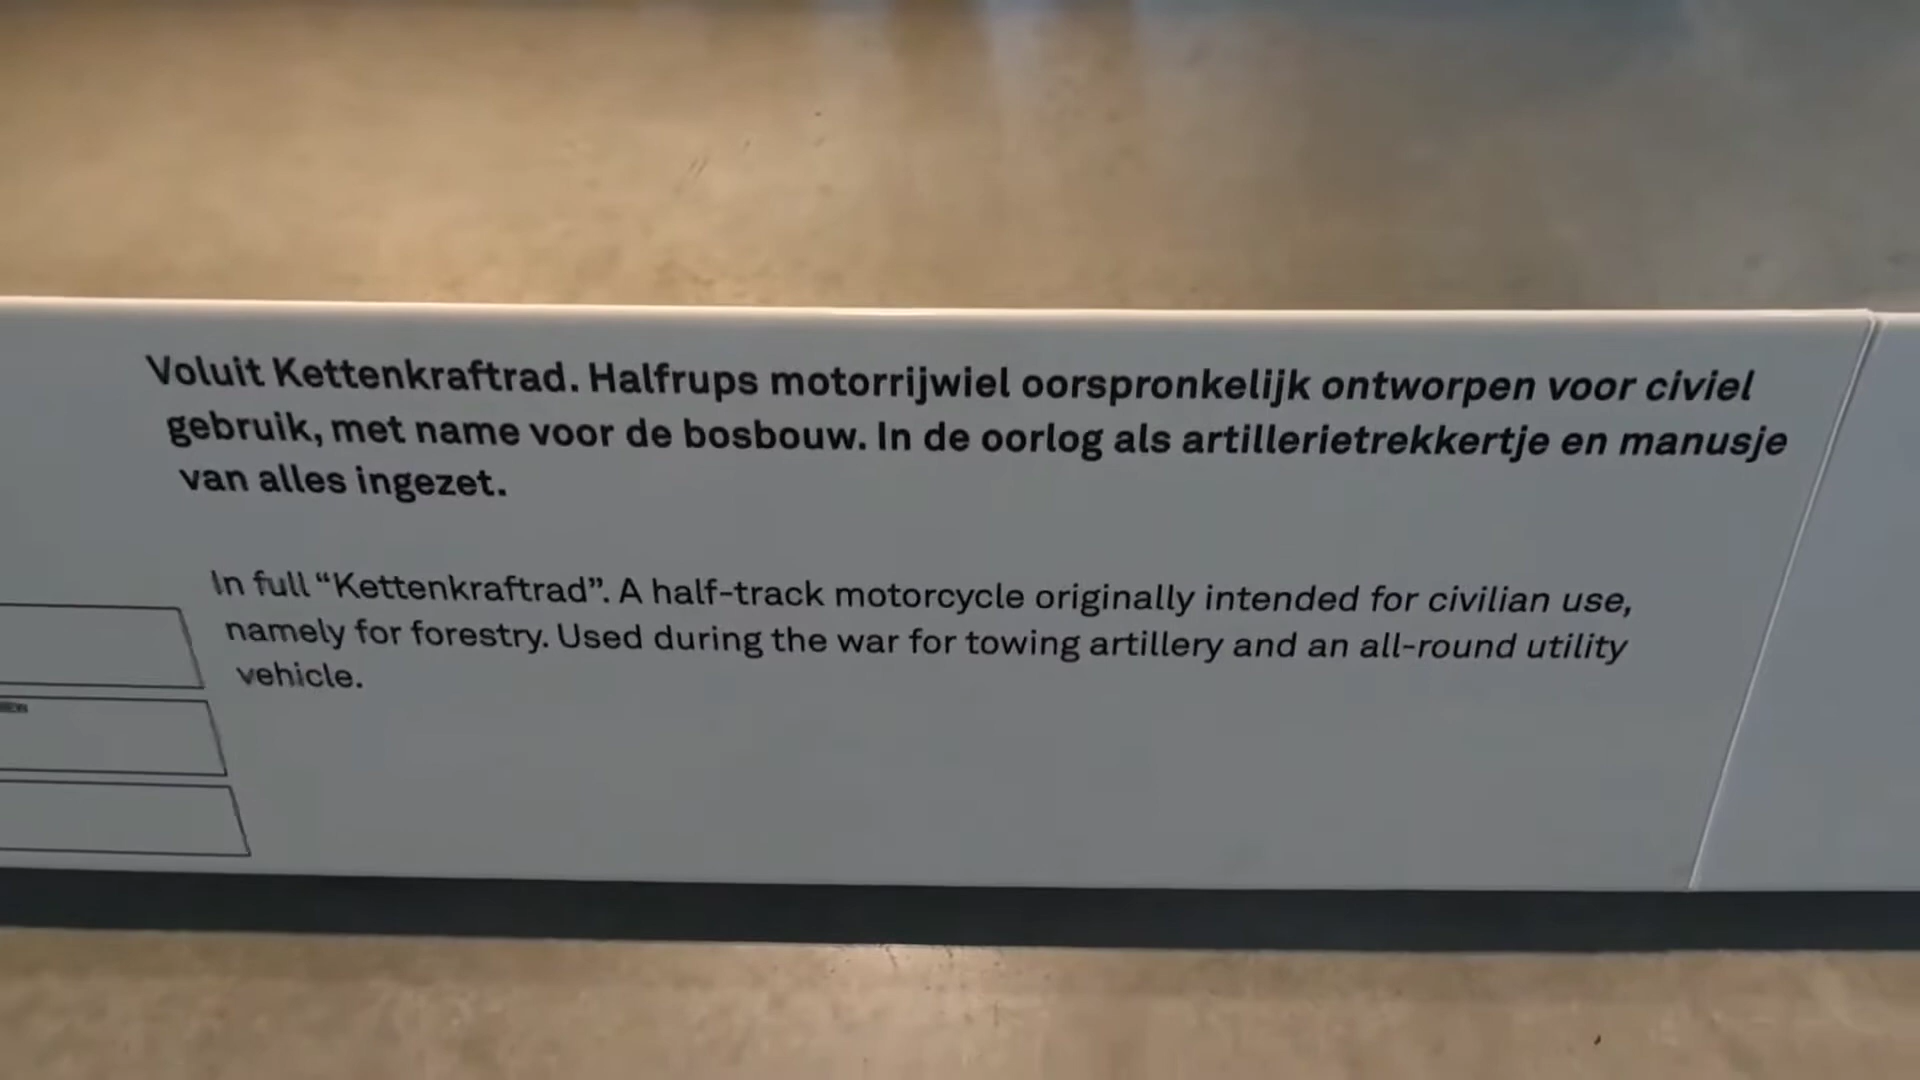 Voluit Kettenkraftrad. Halfrups motorrijwiel oorspronkelijk ontworpen voor civiel
gebruik, met name voor de bosbouw. In de oorlog als artillerietrekkertje en manusje
van alles ingezet.
In full “Kettenkraftrad”. A half-track motorcycle originally intended for civilian use,
namely for forestry. Used during the war for towing artillery and an all-round utility
vehicle.